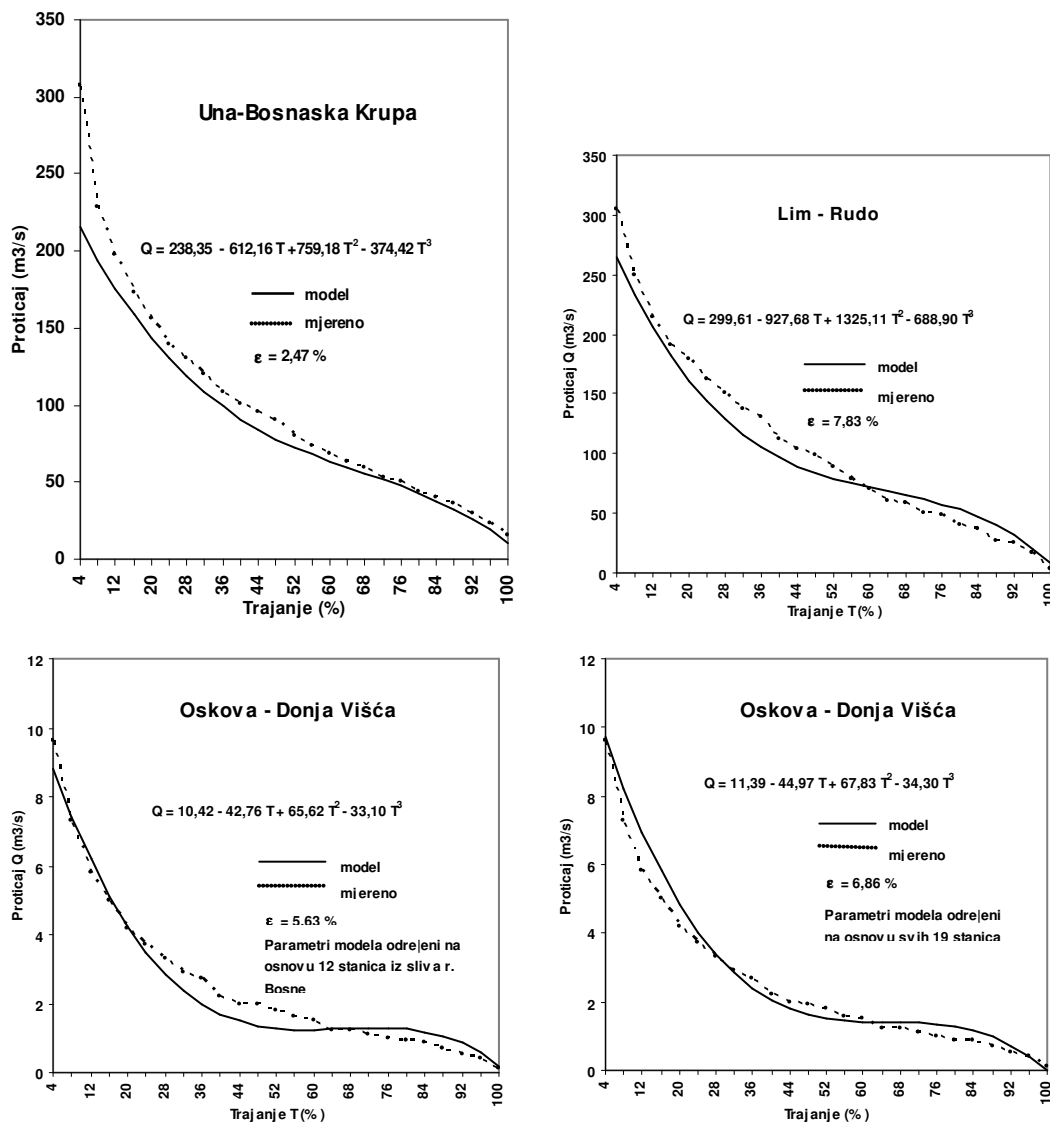 Una-Bosnaska Krupa
Proticaj (m3/s)
350
300
250
200
150
100
50
0
Q = 238,35 - 612,16 T +759,18 T² - 374,42 T³
model
mjereno
ε = 2,47 %
4 12 20 28 36 44 52 60 68 76 84 92 100
Trajanje (%)
Lim - Rudo
Proticaj Q (m3/s)
350
300
250
200
150
100
50
0
Q = 299,61 - 927,68 T + 1325,11 T² - 688,90 T³
model
mjereno
ε = 7,83 %
4 12 20 28 36 44 52 60 68 76 84 92 100
Trajanje T(%)
Oskova - Donja Višća
Proticaj Q (m3/s)
12
10
8
6
4
2
0
Q = 10,42 - 42,76 T + 65,62 T² - 33,10 T³
model
mjereno
ε = 5,63 %
Parametri modela odre|eni na
osnovu 12 stanica iz sliva r.
Bosne
4 12 20 28 36 44 52 60 68 76 84 92 100
Trajanje T(%)
Oskova - Donja Višća
Proticaj (m3/s)
12
10
8
6
4
2
0
Q = 11,39 - 44,97 T + 67,83 T² - 34,30 T³
model
mjereno
ε = 6,86 %
Parametri modela odre|eni
na osnovu svih 19 stanica
4 12 20 28 36 44 52 60 68 76 84 92 100
Trajanje (%)